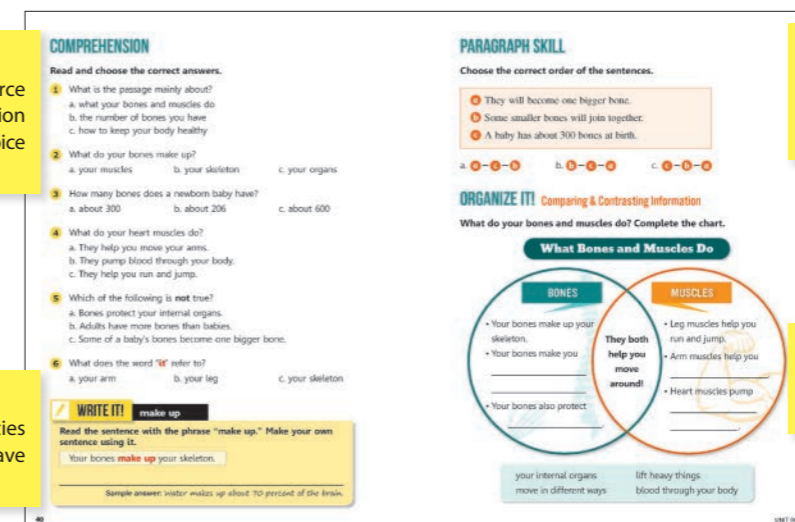 rce
ion
ice
ies
ave
COMPREHENSION
Read and choose the correct answers.
1 What is the passage mainly about?
a. what your bones and muscles do
b. the number of bones you have
c. how to keep your body healthy
2 What do your bones make up?
a. your muscles b. your skeleton c. your organs
3 How many bones does a newborn baby have?
a. about 300 b. about 206 c. about 600
4 What do your heart muscles do?
a. They help you move your arms.
b. They pump blood through your body.
c. They help you run and jump.
5 Which of the following is not true?
a. Bones protect your internal organs.
b. Adults have more bones than babies.
c. Some of a baby's bones become one bigger bone.
6 What does the word "it" refer to?
a. your arm b. your leg c. your skeleton
WRITE IT! make up
Read the sentence with the phrase "make up." Make your own
sentence using it.
Your bones make up your skeleton.
Sample answer: Water makes up about 70 percent of the brain.
40
PARAGRAPH SKILL
Choose the correct order of the sentences.
a They will become one bigger bone.
b Some smaller bones will join together.
c A baby has about 300 bones at birth.
a. a–c–b b. b–c–a c. c–b–a
ORGANIZE IT! Comparing & Contrasting Information
What do your bones and muscles do? Complete the chart.
What Bones and Muscles Do
BONES
• Your bones make up your
skeleton.
• Your bones make you
• Your bones also protect
.
They both
help you
move
around!
MUSCLES
• Leg muscles help you
run and jump.
• Arm muscles help you
.
• Heart muscles pump
.
your internal organs lift heavy things
move in different ways blood through your body
UNIT